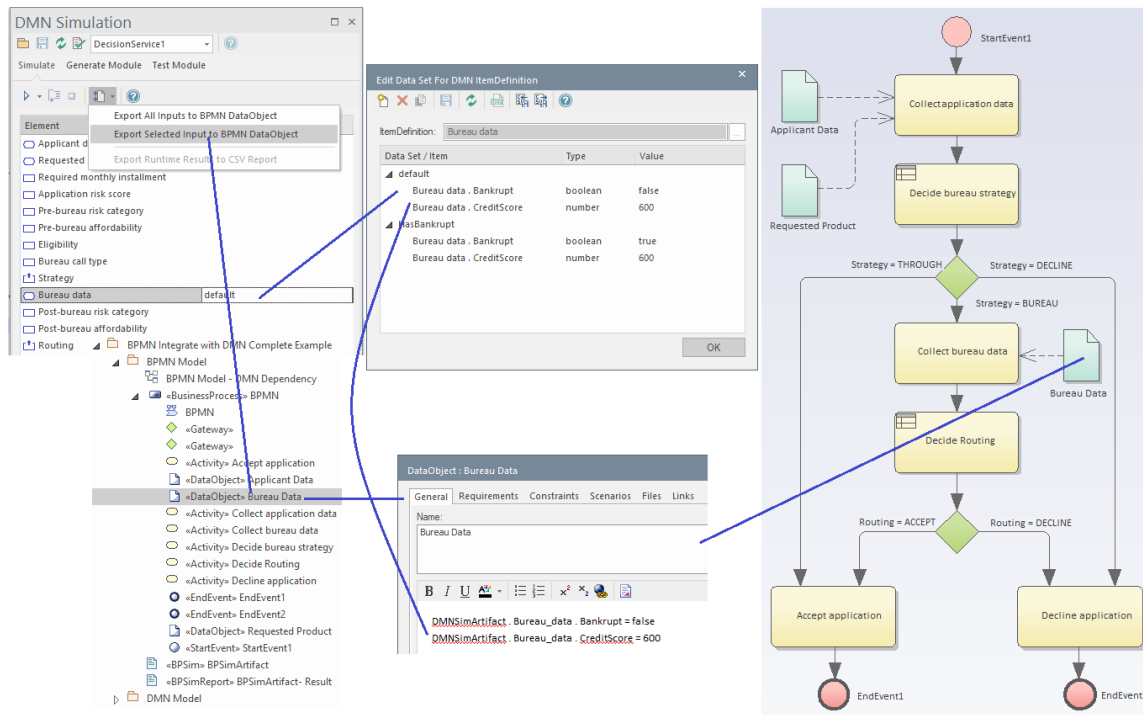 DMN Simulation
DecisionService1
Simulate Generate Module Test Module
Export All Inputs to BPMN DataObject
Export Selected Input to BPMN DataObject
Export Runtime Results to CSV Report
Element
Applicant d
Requested
Required monthly installment
Application risk score
Pre-bureau risk category
Pre-bureau affordability
Eligibility
Bureau call type
Strategy
Bureau data default
Post-bureau risk category
Post-bureau affordability
Routing
BPMN Integrate with DMN Complete Example
BPMN Model
BPMN Model - DMN Dependency
«BusinessProcess» BPMN
BPMN
«Gateway»
«Gateway»
«Activity» Accept application
«DataObject» Applicant Data
«DataObject» Bureau Data
«Activity» Collect application data
«Activity» Collect bureau data
«Activity» Decide bureau strategy
«Activity» Decide Routing
«Activity» Decline application
«EndEvent» EndEvent1
«EndEvent» EndEvent2
«DataObject» Requested Product
«StartEvent» StartEvent1
«BPSim» BPSimArtifact
«BPSimReport» BPSimArtifact- Result
DMN Model
Edit Data Set For DMN ItemDefinition
ItemDefinition: Bureau data ...
Data Set / Item Type Value
default
Bureau data . Bankrupt boolean false
Bureau data . CreditScore number 600
HasBankrupt
Bureau data . Bankrupt boolean true
Bureau data . CreditScore number 600
OK
DataObject : Bureau Data
General Requirements Constraints Scenarios Files Links
Name:
Bureau Data
B I U
DMNSimArtifact . Bureau_data . Bankrupt = false
DMNSimArtifact . Bureau_data . CreditScore = 600
StartEvent1
Collect application data
Applicant Data
Decide bureau strategy
Requested Product
Strategy = THROUGH Strategy = DECLINE
Strategy = BUREAU
Collect bureau data
Bureau Data
Decide Routing
Routing = ACCEPT Routing = DECLINE
Accept application Decline application
EndEvent1 EndEvent